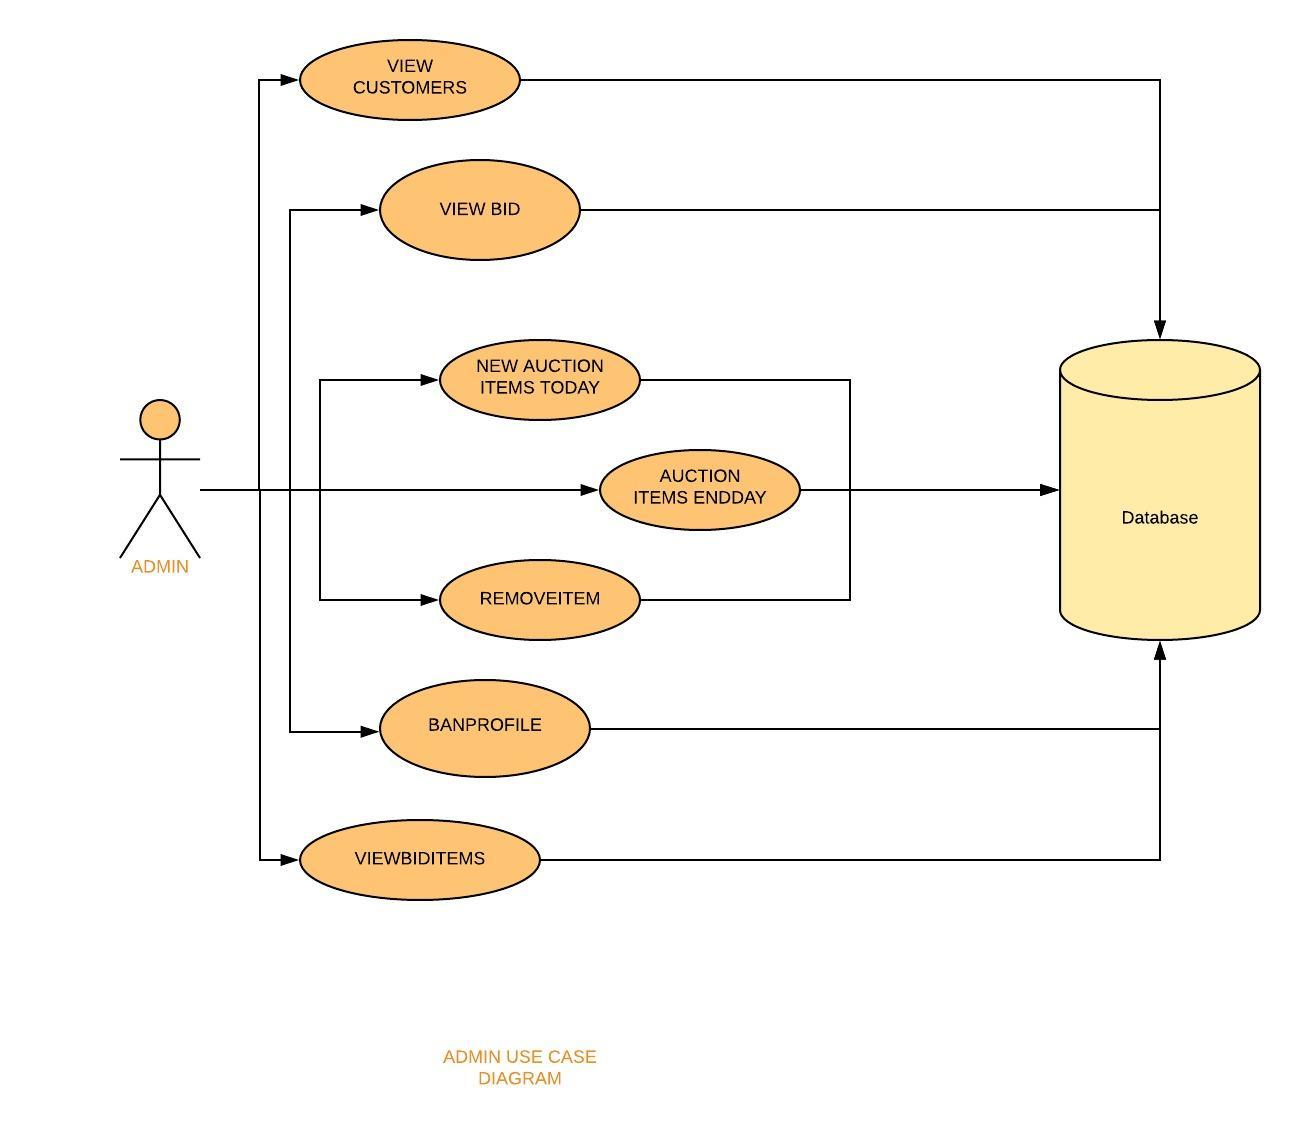 VIEW
CUSTOMERS
VIEW BID
NEW AUCTION
ITEMS TODAY
AUCTION
ITEMS ENDDAY
Database
ADMIN
REMOVEITEM
BANPROFILE
VIEWBIDITEMS
ADMIN USE CASE
DIAGRAM